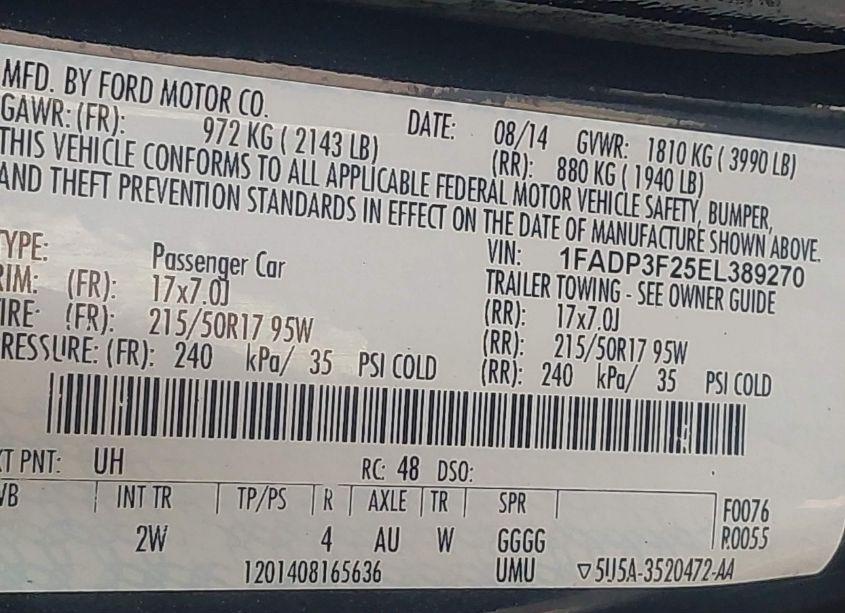 MFD. BY FORD MOTOR CO.
DATE: 08/14 GVWR: 1810 KG ( 3990 LB)
GAWR: (FR): 972 KG ( 2143 LB) (RR): 880 KG ( 1940 LB)
THIS VEHICLE CONFORMS TO ALL APPLICABLE FEDERAL MOTOR VEHICLE SAFETY, BUMPER,
AND THEFT PREVENTION STANDARDS IN EFFECT ON THE DATE OF MANUFACTURE SHOWN ABOVE.
VIN: 1FADP3F25EL389270
TYPE: Passenger Car TRAILER TOWING - SEE OWNER GUIDE
RIM: (FR): 17x7.0J (RR): 17x7.0J
TIRE: (FR): 215/50R17 95W (RR): 215/50R17 95W
PRESSURE: (FR): 240 kPa/ 35 PSI COLD (RR): 240 kPa/ 35 PSI COLD
EXT PNT: UH RC: 48 DSO:
WB INT TR TP/PS R AXLE TR SPR F0076
2W 4 AU W GGGG R0055
1201408165636 UMU ▽5U5A-3520472-AA